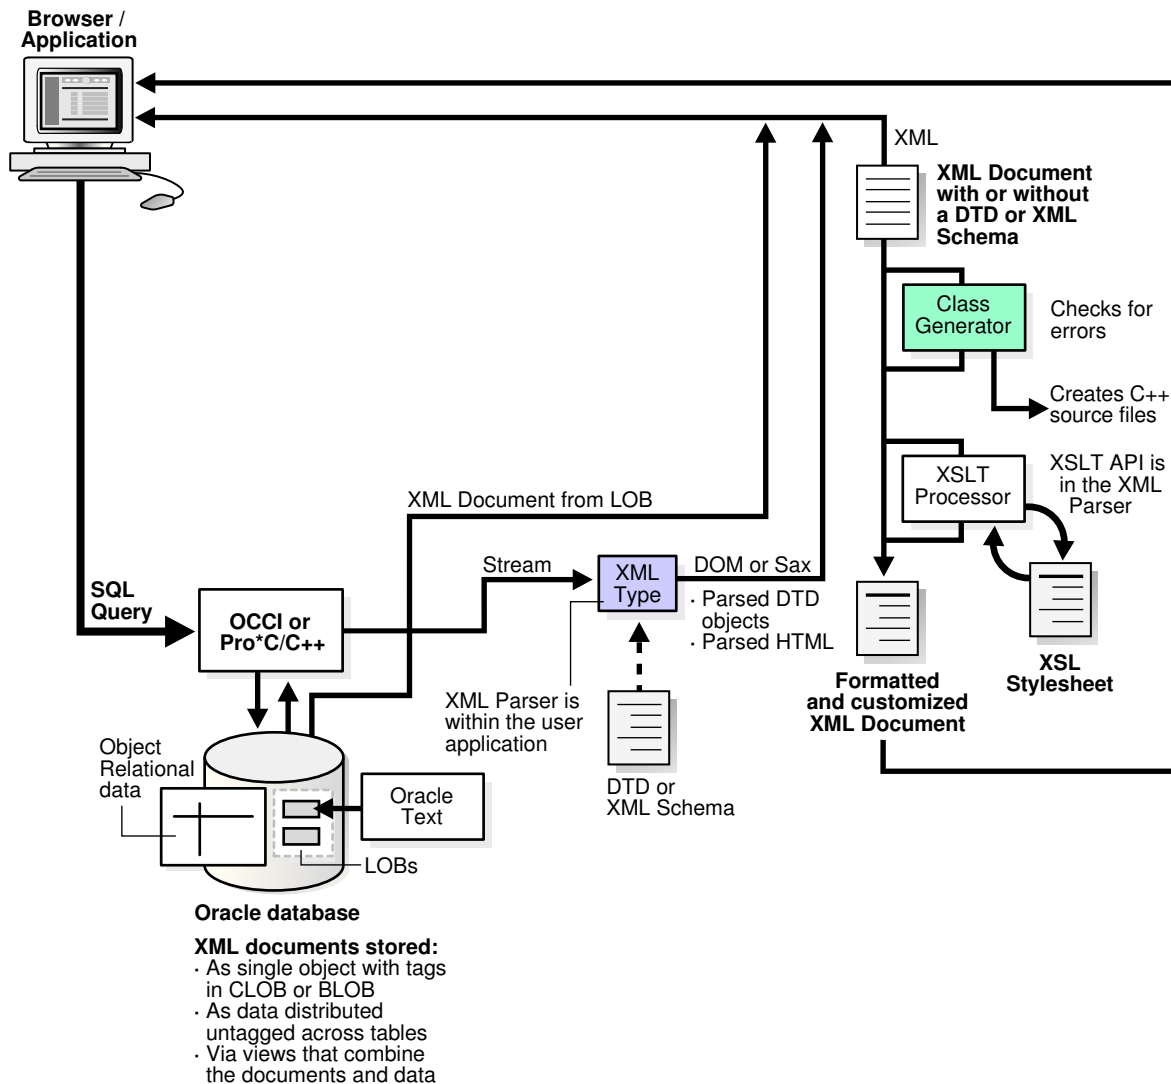 Browser /
Application
XML
XML Document
with or without
a DTD or XML
Schema
Class
Generator
Checks for
errors
Creates C++
source files
XSLT
Processor
XSLT API is
in the XML
Parser
XML Document from LOB
Stream
XML
Type
DOM or Sax
· Parsed DTD
objects
· Parsed HTML
SQL
Query
OCCI or
Pro*C/C++
XML Parser is
within the user
application
Formatted
and customized
XML Document
XSL
Stylesheet
Object
Relational
data
Oracle
Text
DTD or
XML Schema
LOBs
Oracle database
XML documents stored:
· As single object with tags
in CLOB or BLOB
· As data distributed
untagged across tables
· Via views that combine
the documents and data